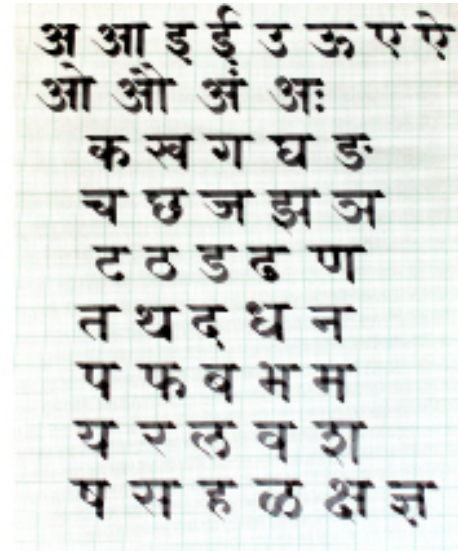 अ आ इ ई उ ऊ ए ऐ
ओ औ अं अः
क ख ग घ ङ
च छ ज झ ञ
ट ठ ड ढ ण
त थ द ध न
प फ ब भ म
य र ल व श
ष स ह ळ क्ष ज्ञ